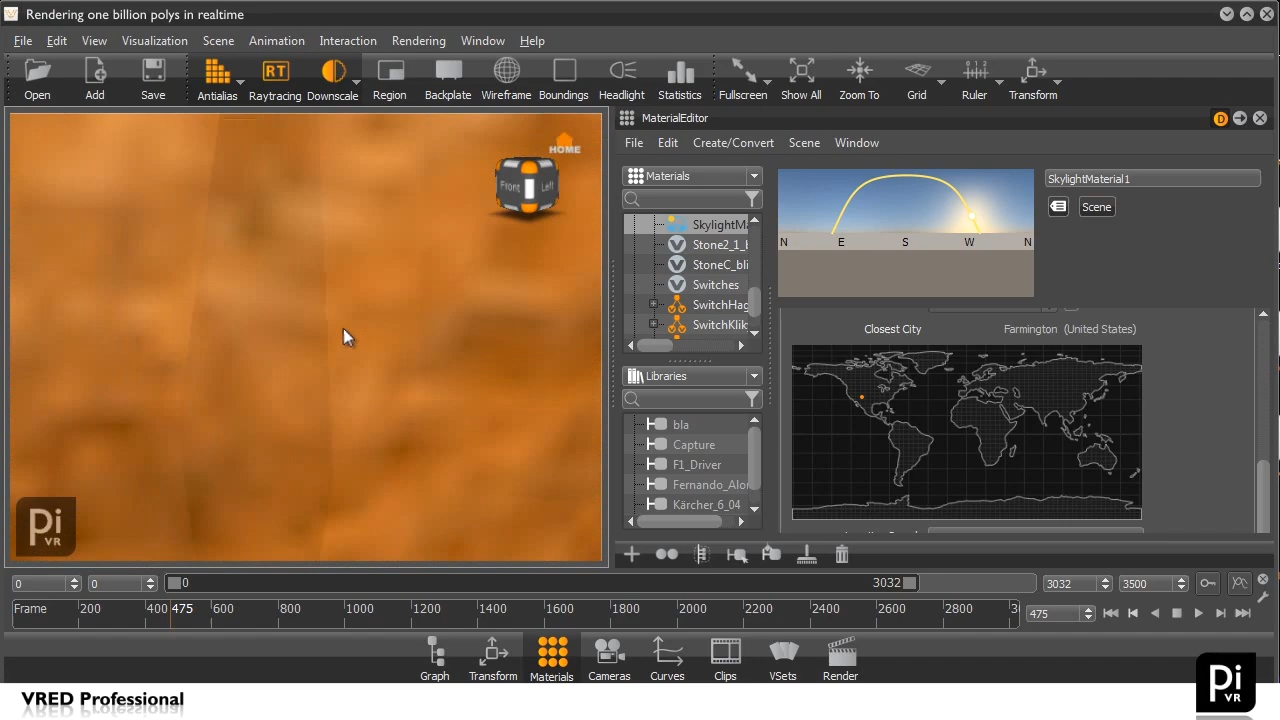 Rendering one billion polys in realtime
File Edit View Visualization Scene Animation Interaction Rendering Window Help
Open Add Save Antialias Raytracing Downscale Region Backplate Wireframe Boundings Headlight Statistics Fullscreen Show All Zoom To Grid Ruler Transform
RT
MaterialEditor
D
File Edit Create/Convert Scene Window
HOME
Front Left
Materials
SkylightMa
Stone2_1_b
StoneC_bli
Switches
SwitchHag
SwitchKlik
N E S W N
SkylightMaterial1
Scene
Closest City Farmington (United States)
Libraries
bla
Capture
F1_Driver
Fernando_Alo
Kärcher_6_04
Pi
VR
0 0 0 3032 3032 3500
Frame 200 400 475 600 800 1000 1200 1400 1600 1800 2000 2200 2400 2600 2800 475
Graph Transform Materials Cameras Curves Clips VSets Render
VRED Professional
Pi
VR